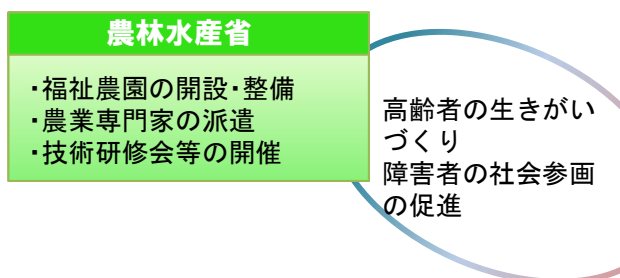 農林水産省
・福祉農園の開設・整備
・農業専門家の派遣
・技術研修会等の開催
高齢者の生きがい
づくり
障害者の社会参画
の促進